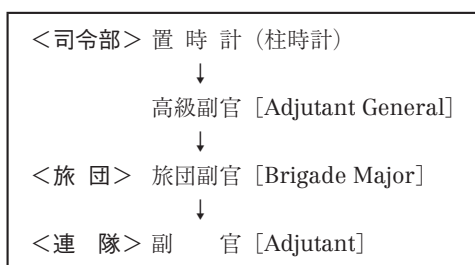 ＜司令部＞ 置 時 計（柱時計）
↓
高級副官［Adjutant General］
↓
＜旅 団＞ 旅団副官［Brigade Major］
↓
＜連 隊＞ 副 官［Adjutant］